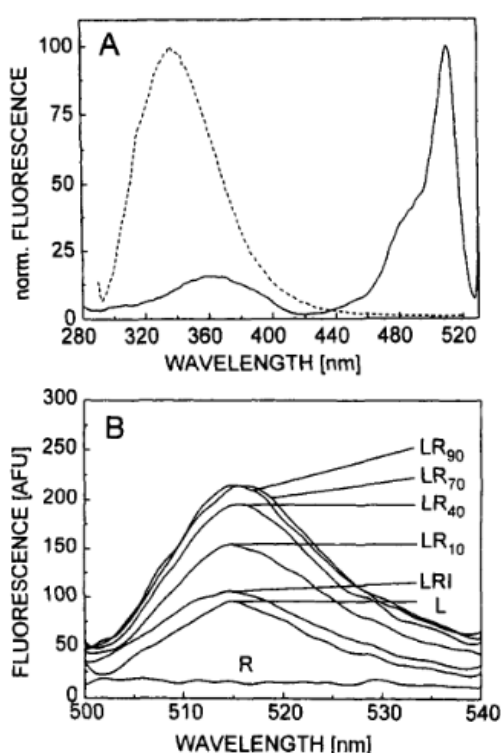 A
norm. FLUORESCENCE
100
75
50
25
0
280 320 360 400 440 480 520
WAVELENGTH [nm]
B
FLUORESCENCE [AFU]
300
250
200
150
100
50
0
LR90
LR70
LR40
LR10
LRI
L
R
500 510 520 530 540
WAVELENGTH [nm]